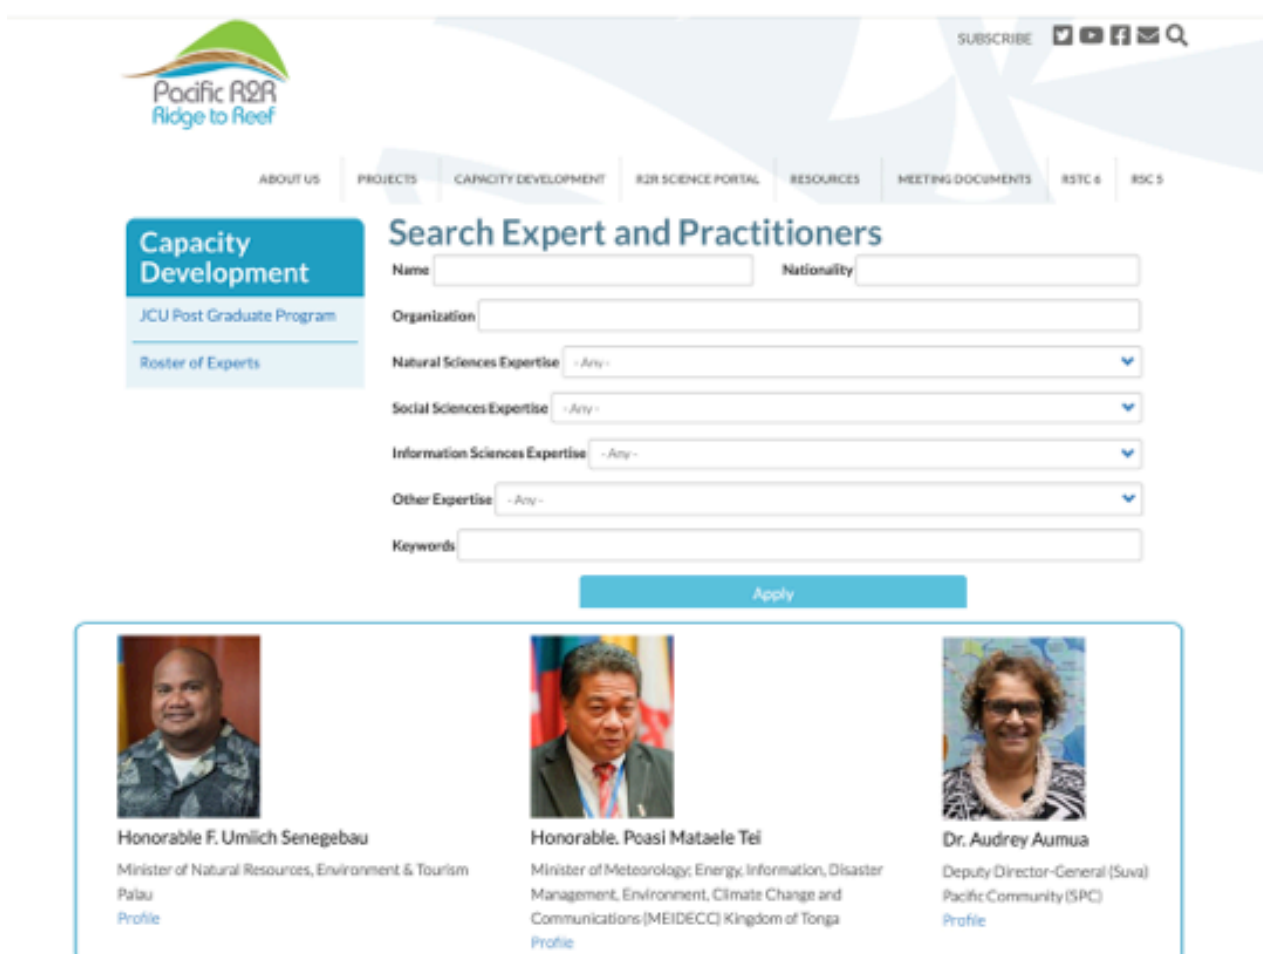 Pacific R2R
Ridge to Reef
SUBSCRIBE
ABOUT US PROJECTS CAPACITY DEVELOPMENT R2R SCIENCE PORTAL RESOURCES MEETING DOCUMENTS RSTC 6 RSC 5
Capacity
Development
JCU Post Graduate Program
Roster of Experts
Search Expert and Practitioners
Name Nationality
Organization
Natural Sciences Expertise - Any -
Social Sciences Expertise - Any -
Information Sciences Expertise - Any -
Other Expertise - Any -
Keywords
Apply
Honorable F. Umiich Senegebau
Minister of Natural Resources, Environment & Tourism
Palau
Profile
Honorable. Poasi Mataele Tei
Minister of Meteorology, Energy, Information, Disaster
Management, Environment, Climate Change and
Communications (MEIDECC) Kingdom of Tonga
Profile
Dr. Audrey Aumua
Deputy Director-General (Suva)
Pacific Community (SPC)
Profile